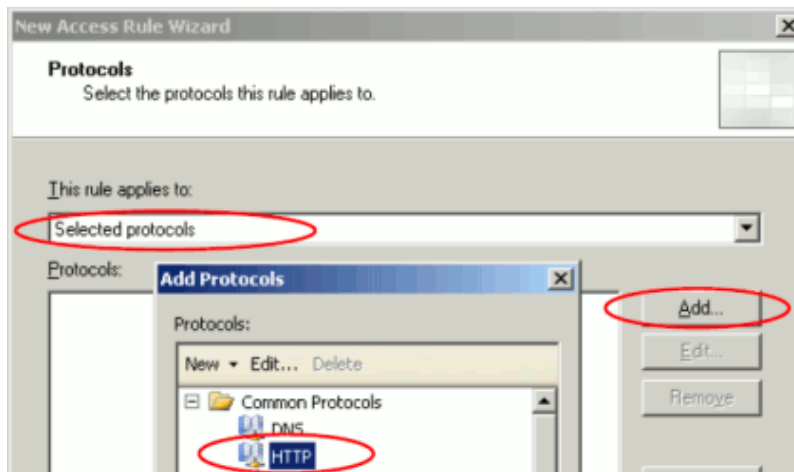 New Access Rule Wizard
Protocols
Select the protocols this rule applies to.
This rule applies to:
Selected protocols
Protocols:
Add Protocols
Add...
Protocols:
Edit...
New Edit... Delete
Remove
Common Protocols
DNS
HTTP